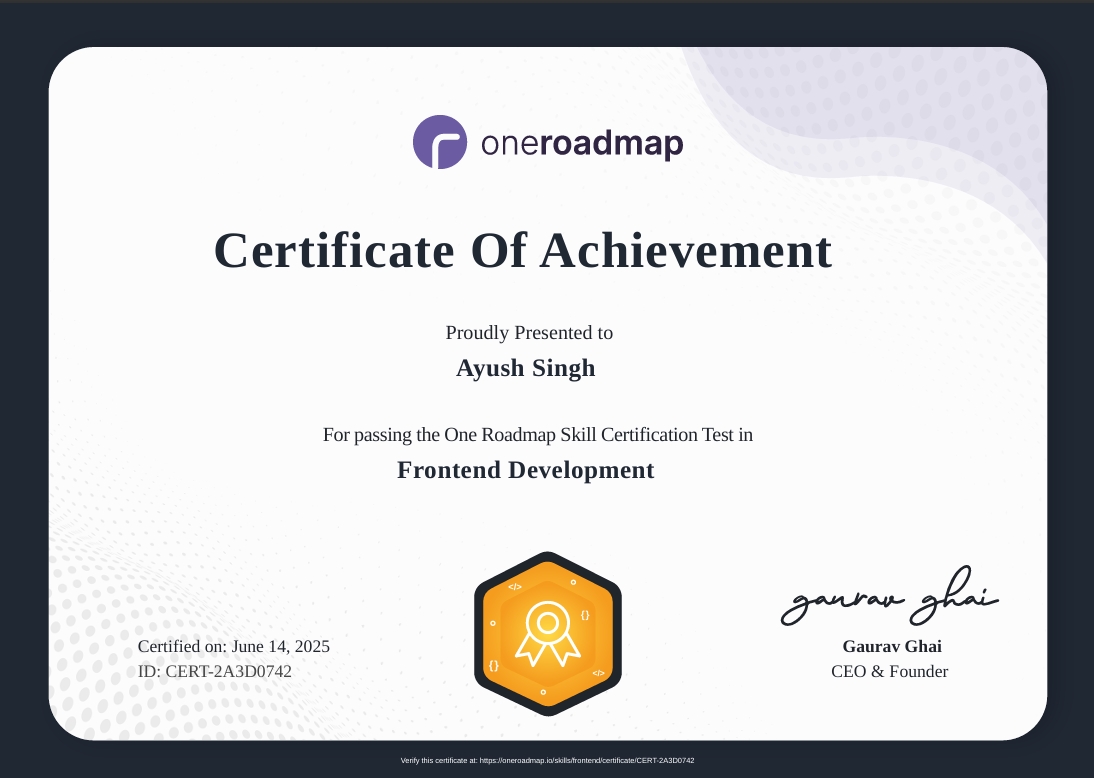 oneroadmap
Certificate Of Achievement
Proudly Presented to
Ayush Singh
For passing the One Roadmap Skill Certification Test in
Frontend Development
</>
{}
{}
</>
gaurav ghai
Certified on: June 14, 2025
Gaurav Ghai
ID: CERT-2A3D0742
CEO & Founder
Verify this certificate at: https://oneroadmap.io/skills/frontend/certificate/CERT-2A3D0742